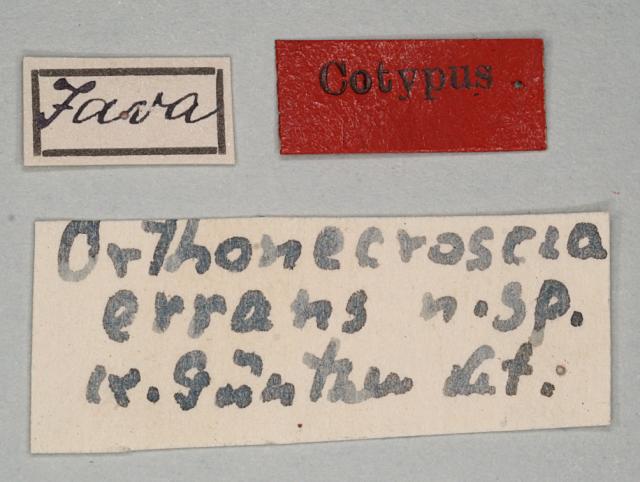 Java
Cotypus.
Orthonecroscia
errans n.sp.
K. Günther det.